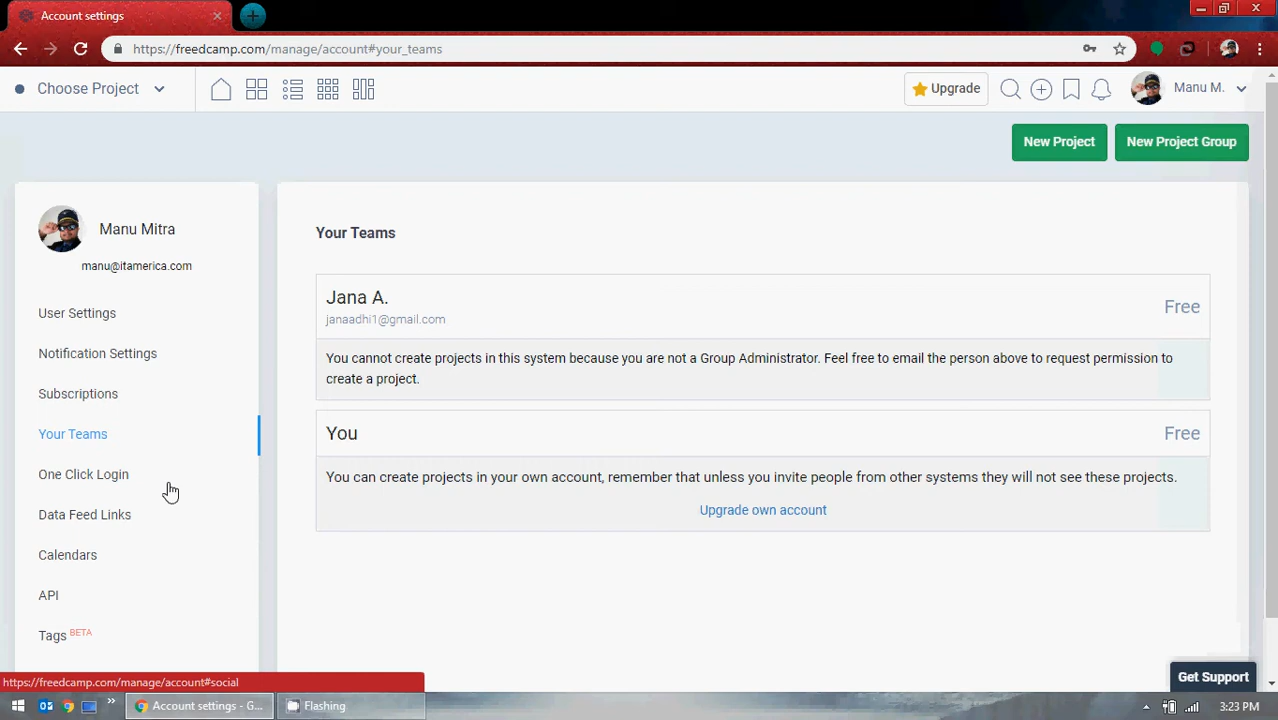 Account settings
https://freedcamp.com/manage/account#your_teams
Choose Project
Upgrade
Manu M.
New Project
New Project Group
Manu Mitra
manu@itamerica.com
User Settings
Notification Settings
Subscriptions
Your Teams
One Click Login
Data Feed Links
Calendars
API
Tags BETA
Your Teams
Jana A.
janaadhi1@gmail.com
Free
You cannot create projects in this system because you are not a Group Administrator. Feel free to email the person above to request permission to
create a project.
You
Free
You can create projects in your own account, remember that unless you invite people from other systems they will not see these projects.
Upgrade own account
Get Support
https://freedcamp.com/manage/account#social
Account settings - G...
Flashing
3:23 PM